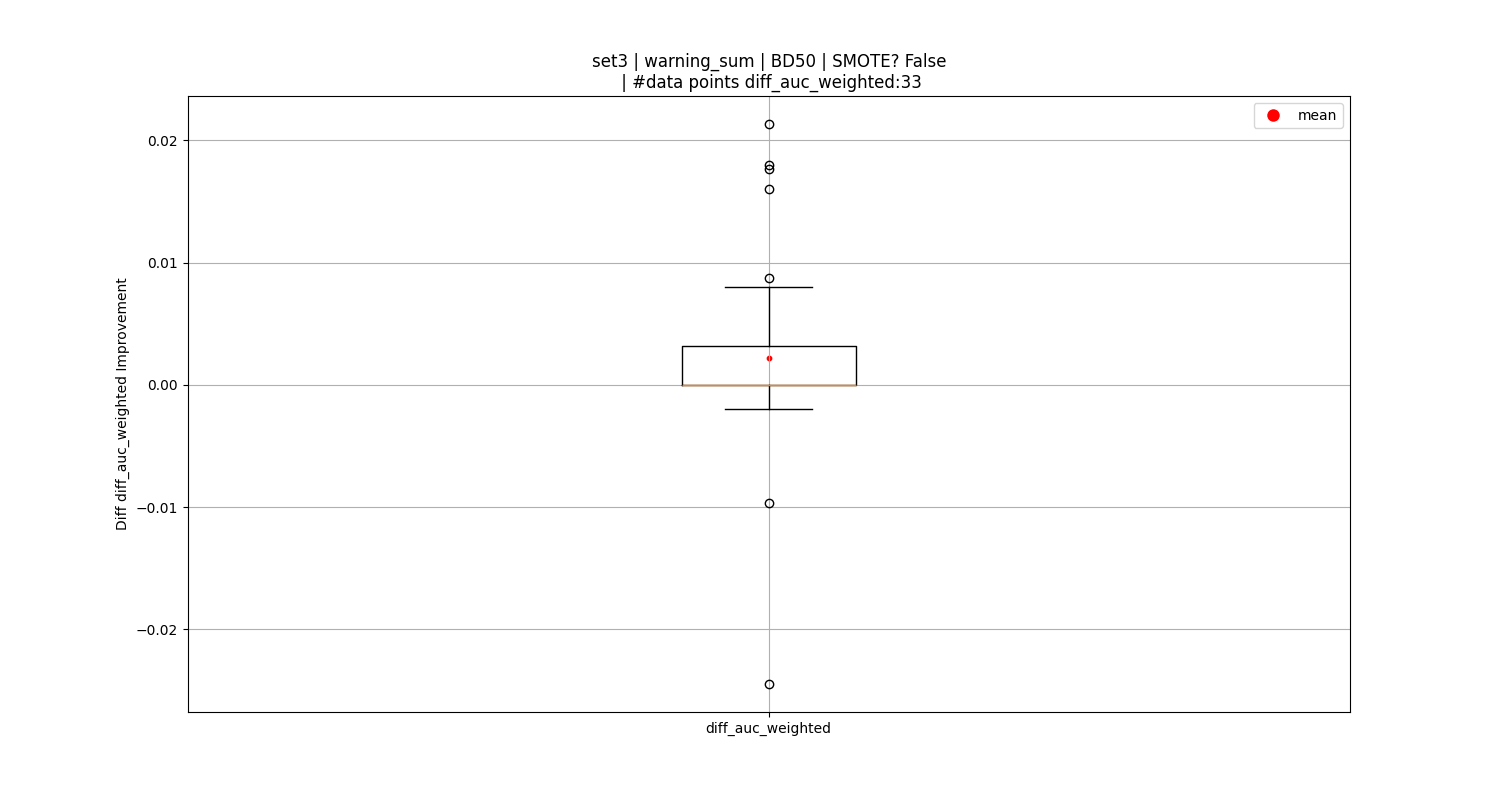 set3 | warning_sum | BD50 | SMOTE? False
| #data points diff_auc_weighted:33
mean
0.02
0.01
0.00
−0.01
−0.02
Diff diff_auc_weighted Improvement
diff_auc_weighted